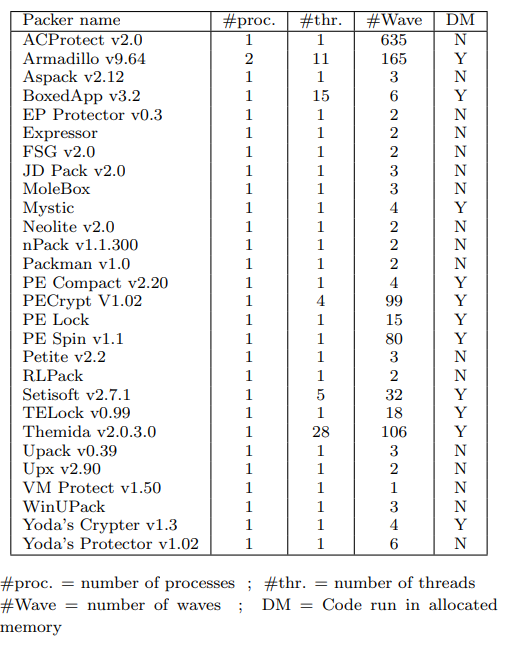 Packer name #proc. #thr. #Wave DM
ACProtect v2.0 1 1 635 N
Armadillo v9.64 2 11 165 Y
Aspack v2.12 1 1 3 N
BoxedApp v3.2 1 15 6 Y
EP Protector v0.3 1 1 2 N
Expressor 1 1 2 N
FSG v2.0 1 1 2 N
JD Pack v2.0 1 1 3 N
MoleBox 1 1 3 N
Mystic 1 1 4 Y
Neolite v2.0 1 1 2 N
nPack v1.1.300 1 1 2 N
Packman v1.0 1 1 2 N
PE Compact v2.20 1 1 4 Y
PECrypt V1.02 1 4 99 Y
PE Lock 1 1 15 Y
PE Spin v1.1 1 1 80 Y
Petite v2.2 1 1 3 N
RLPack 1 1 2 N
Setisoft v2.7.1 1 5 32 Y
TELock v0.99 1 1 18 Y
Themida v2.0.3.0 1 28 106 Y
Upack v0.39 1 1 3 N
Upx v2.90 1 1 2 N
VM Protect v1.50 1 1 1 N
WinUPack 1 1 3 N
Yoda's Crypter v1.3 1 1 4 Y
Yoda's Protector v1.02 1 1 6 N
#proc. = number of processes ; #thr. = number of threads
#Wave = number of waves ; DM = Code run in allocated
memory